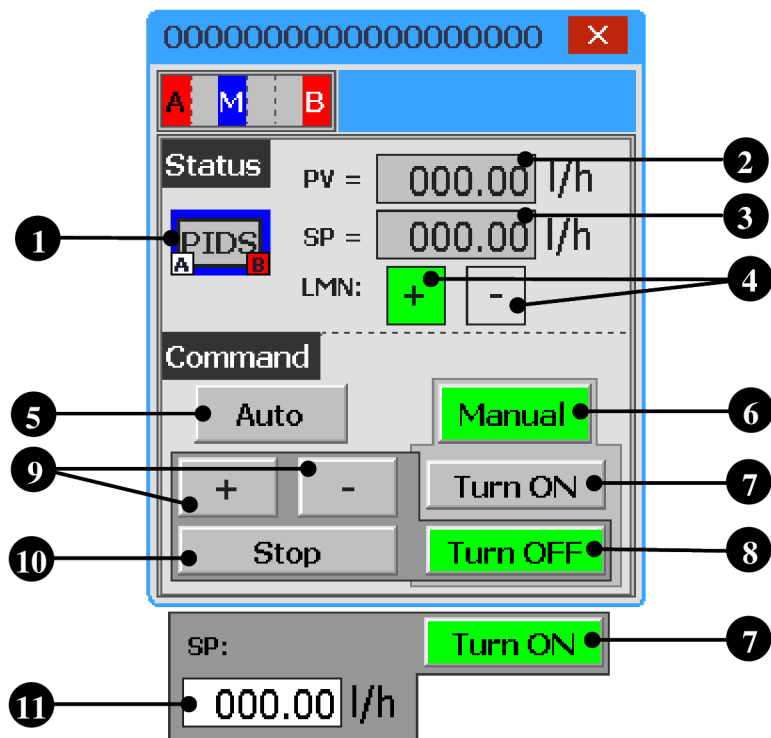 0000000000000000000 X
A M B
Status
PV = 000.00 l/h
2
3
1
PIDS
A B
SP = 000.00 l/h
LMN: + -
4
Command
5
Auto Manual
6
9
+ - Turn ON
7
10
Stop Turn OFF
8
SP: Turn ON
7
11
000.00 l/h